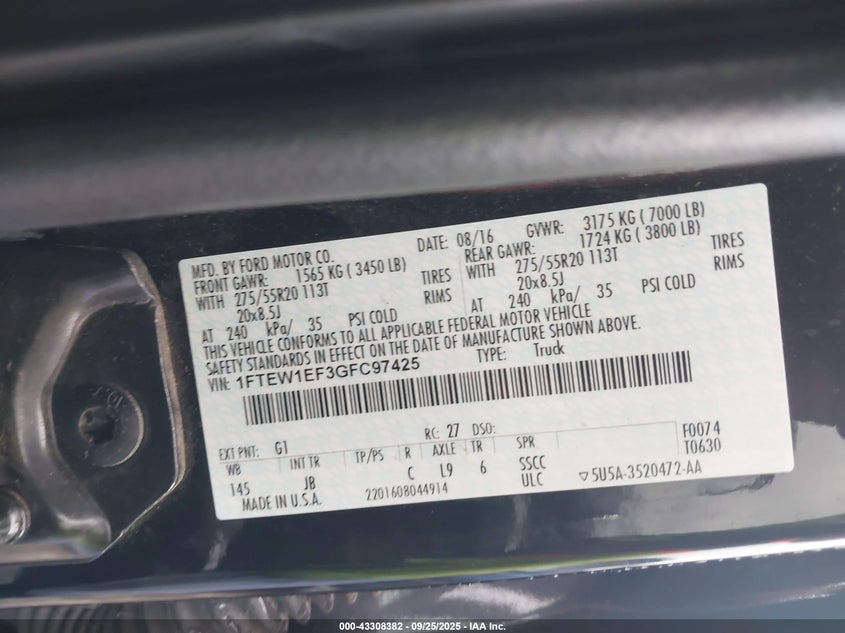 MFD. BY FORD MOTOR CO. DATE: 08/16 GVWR: 3175 KG ( 7000 LB)
FRONT GAWR: 1565 KG ( 3450 LB) REAR GAWR: 1724 KG ( 3800 LB)
WITH 275/55R20 113T TIRES WITH 275/55R20 113T TIRES
20x8.5J RIMS 20x8.5J RIMS
AT 240 kPa/ 35 PSI COLD AT 240 kPa/ 35 PSI COLD
THIS VEHICLE CONFORMS TO ALL APPLICABLE FEDERAL MOTOR VEHICLE
SAFETY STANDARDS IN EFFECT ON THE DATE OF MANUFACTURE SHOWN ABOVE.
VIN: 1FTEW1EF3GFC97425 TYPE: Truck
F0074
EXT PNT: G1 RC: 27 DSO: T0630
WB INT TR TP/PS R AXLE TR SPR
145 JB C L9 6 SSCC
ULC ▽5U5A-3520472-AA
MADE IN U.S.A. 2201608044914
000-43308382 - 09/25/2025 - IAA Inc.